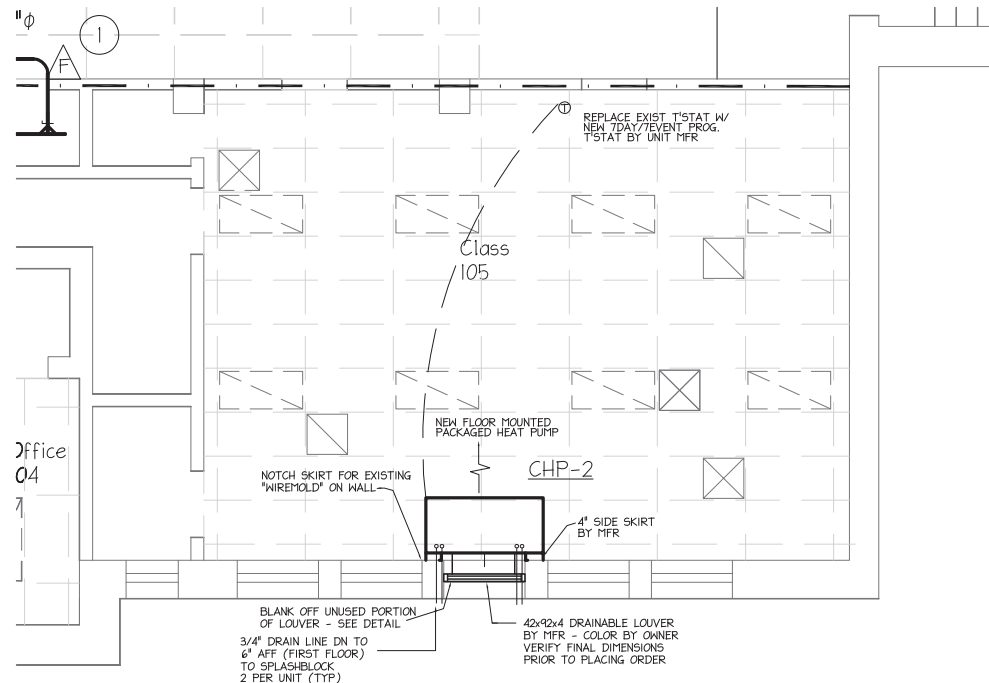 "ϕ
1
F
T
REPLACE EXIST T'STAT W/
NEW 7DAY/7EVENT PROG.
T'STAT BY UNIT MFR
Class
105
NEW FLOOR MOUNTED
PACKAGED HEAT PUMP
Office
04
CHP-2
NOTCH SKIRT FOR EXISTING
"WIREMOLD" ON WALL
4" SIDE SKIRT
BY MFR
BLANK OFF UNUSED PORTION
OF LOUVER - SEE DETAIL
3/4" DRAIN LINE DN TO
6" AFF (FIRST FLOOR)
TO SPLASHBLOCK
2 PER UNIT (TYP)
42x92x4 DRAINABLE LOUVER
BY MFR - COLOR BY OWNER
VERIFY FINAL DIMENSIONS
PRIOR TO PLACING ORDER